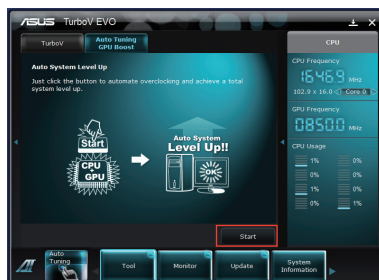 ASUS TurboV EVO
TurboV
Auto Tuning
GPU Boost
Auto System Level Up
Just click the button to automate overclocking and achieve a total
system level up.
Start
CPU
GPU
Auto System
Level Up!!
OK
Start
CPU
CPU Frequency
1646.9 MHz
102.9 x 16.0 Core 0
GPU Frequency
0850.0 MHz
CPU Usage
1% 0%
0% 0%
1% 0%
0% 1%
Auto
Tuning
Tool
Monitor
Update
System
Information